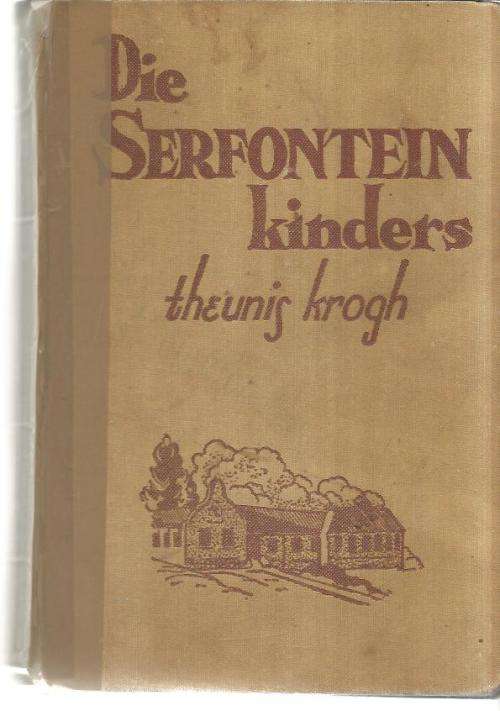 Die
SERFONTEIN
kinders
theunis krogh